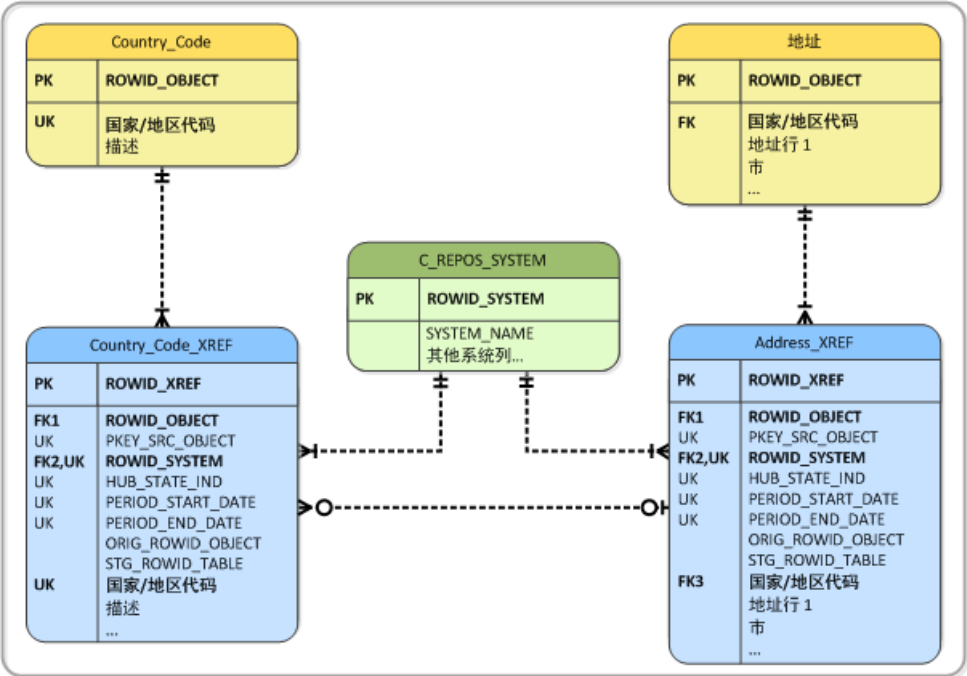 Country_Code
PK ROWID_OBJECT
UK 国家/地区代码
描述
地址
PK ROWID_OBJECT
FK 国家/地区代码
地址行 1
市
...
C_REPOS_SYSTEM
PK ROWID_SYSTEM
SYSTEM_NAME
其他系统列...
Country_Code_XREF
PK ROWID_XREF
FK1 ROWID_OBJECT
UK PKEY_SRC_OBJECT
FK2,UK ROWID_SYSTEM
UK HUB_STATE_IND
UK PERIOD_START_DATE
UK PERIOD_END_DATE
ORIG_ROWID_OBJECT
STG_ROWID_TABLE
UK 国家/地区代码
描述
...
Address_XREF
PK ROWID_XREF
FK1 ROWID_OBJECT
UK PKEY_SRC_OBJECT
FK2,UK ROWID_SYSTEM
UK HUB_STATE_IND
UK PERIOD_START_DATE
UK PERIOD_END_DATE
ORIG_ROWID_OBJECT
STG_ROWID_TABLE
FK3 国家/地区代码
地址行 1
市
...